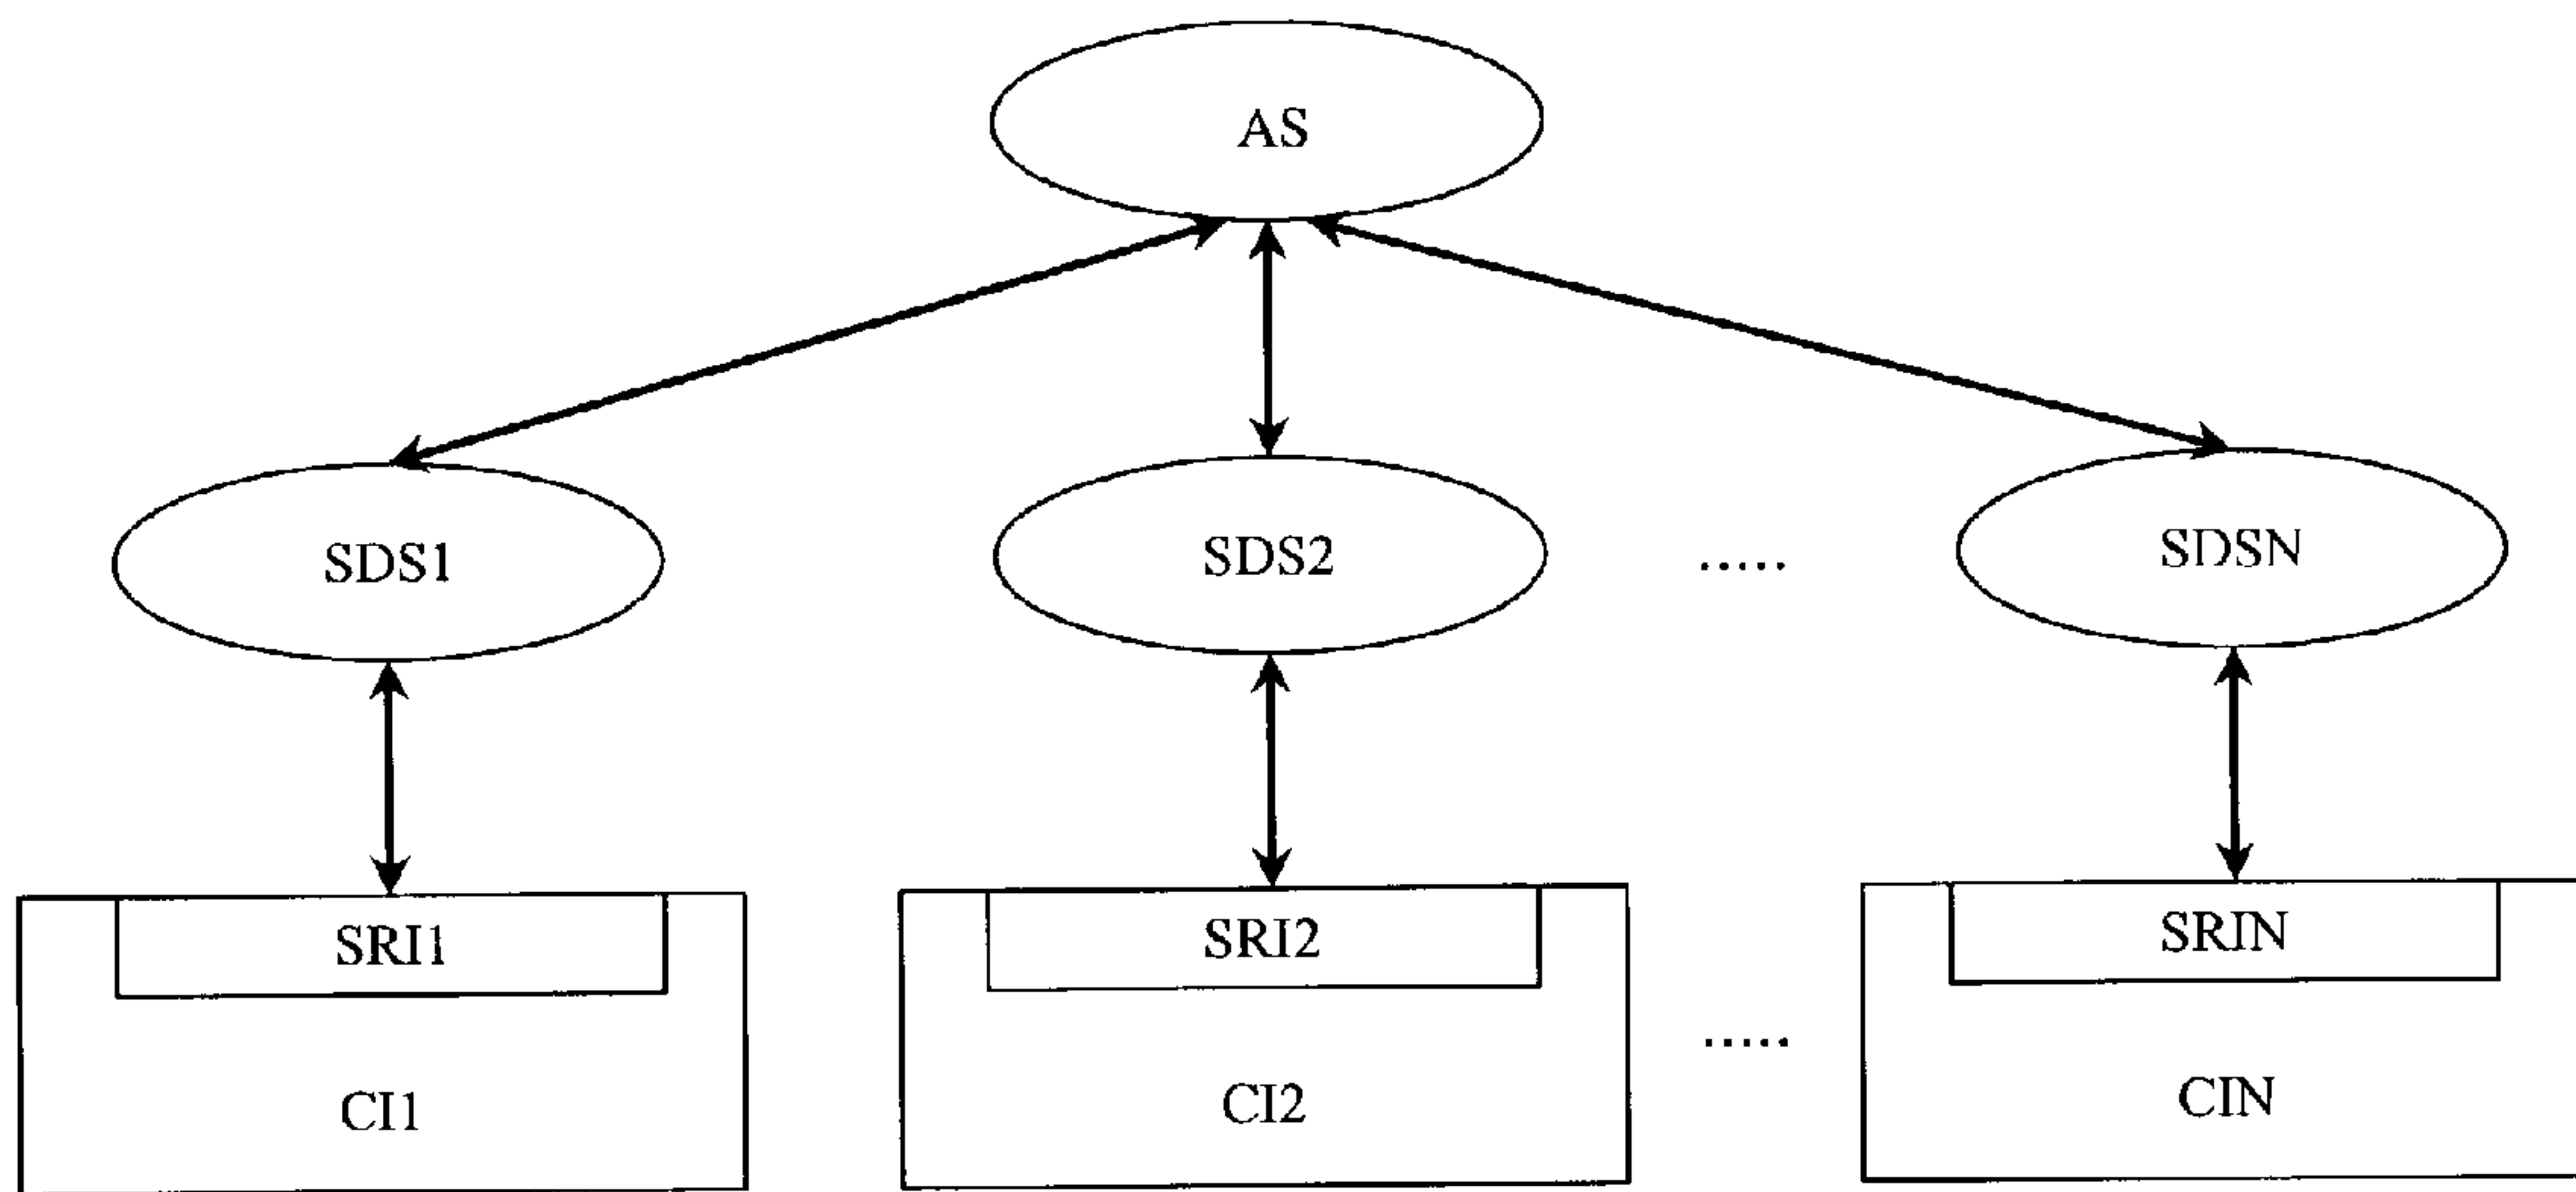 AS
SDS1
SDS2
.....
SDSN
SRI1
SRI2
SRIN
.....
CI1
CI2
CIN